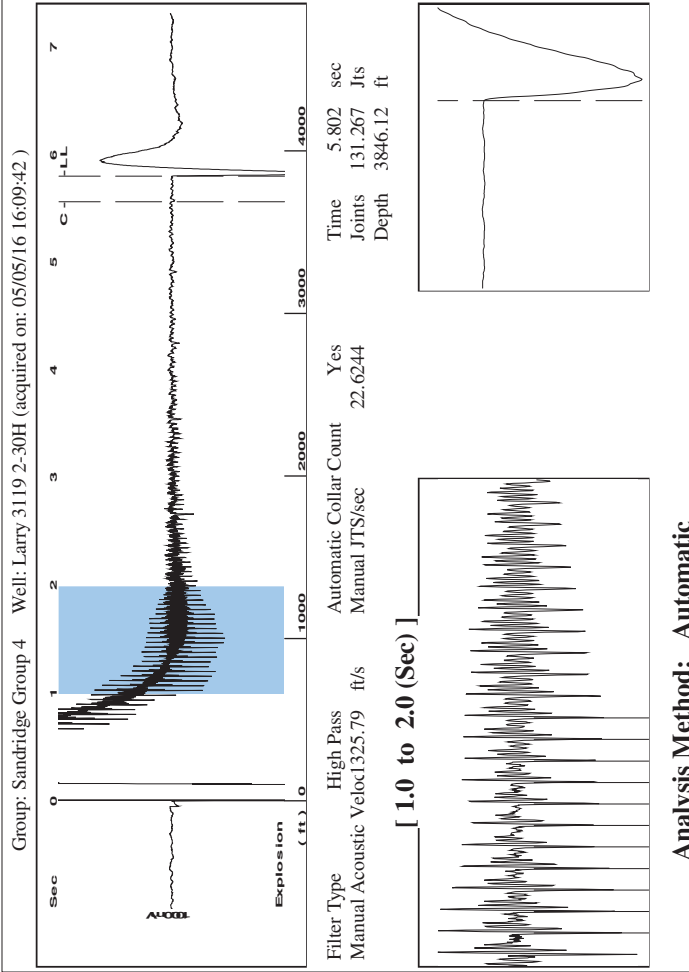 Group: Sandridge Group 4 Well: Larry 3119 2-30H (acquired on: 05/05/16 16:09:42 )
Sec 0 1 2 3 4 5 6 7
C
LL
Explosion
( ft ) 0 1000 2000 3000 4000
Filter Type High Pass Automatic Collar Count Yes Time 5.802 sec
Manual Acoustic Veloc1325.79 ft/s Manual JTS/sec 22.6244 Joints 131.267 Jts
Depth 3846.12 ft
[ 1.0 to 2.0 (Sec) ]
Analysis Method: Automatic